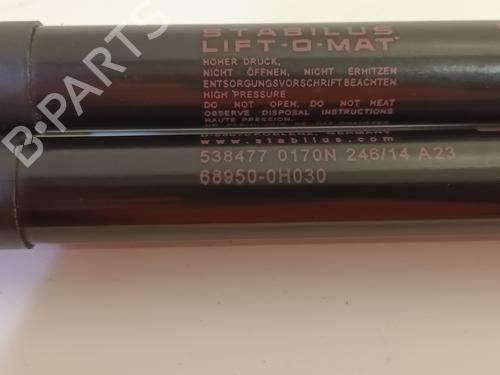 STABILUS
LIFT-O-MAT
HOHER DRUCK,
NICHT ÖFFNEN, NICHT ERHITZEN
ENTSORGUNGSVORSCHRIFT BEACHTEN
HIGH PRESSURE
DO NOT OPEN, DO NOT HEAT
OBSERVE DISPOSAL INSTRUCTIONS
HAUTE PRESSION,
www.stabilus.com
538477 0170N 246/14 A23
68950-0H030
B-PARTS